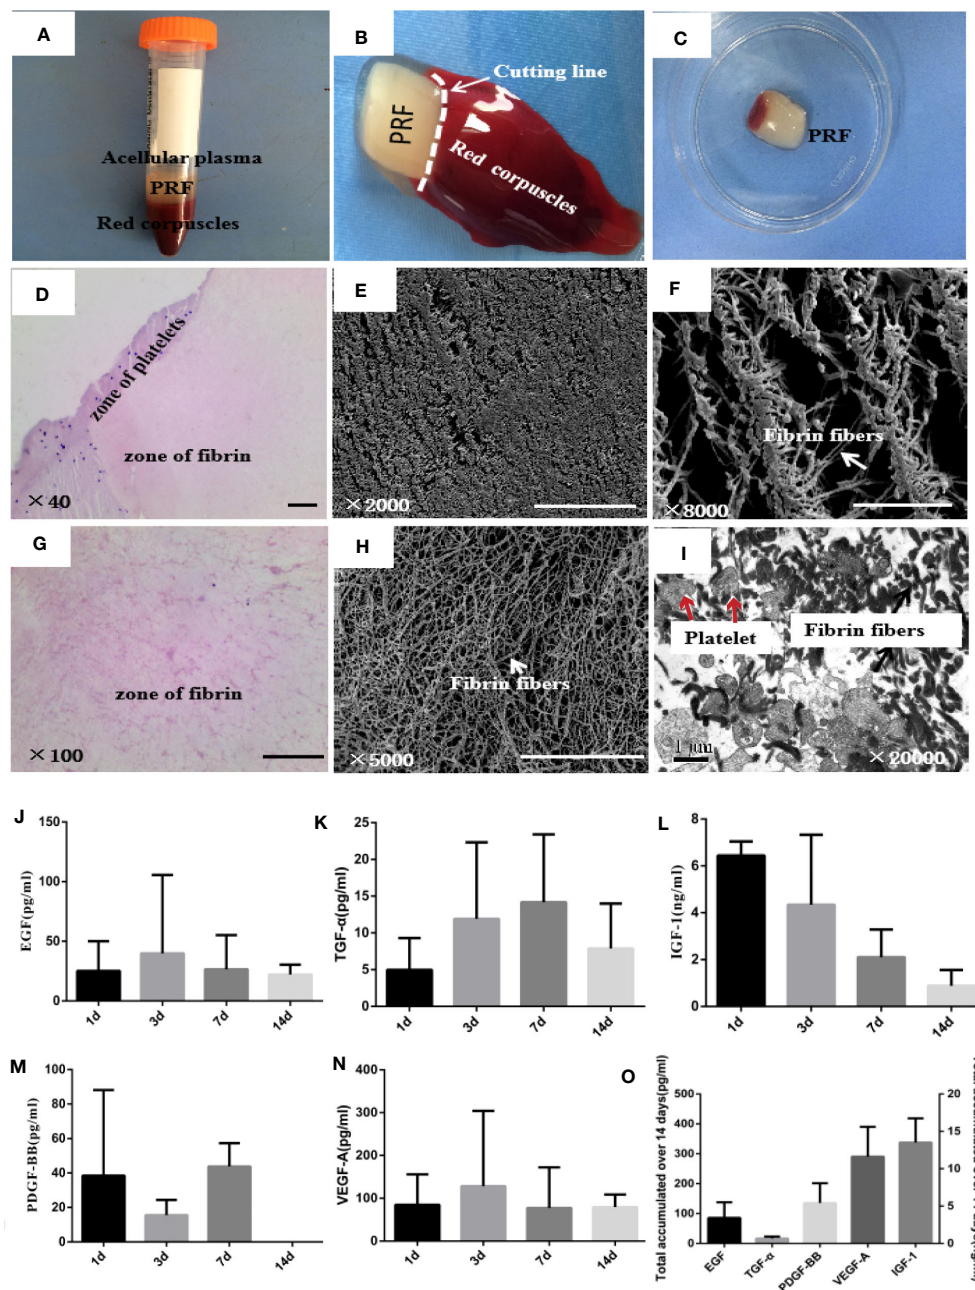 A
Acellular plasma
PRF
Red corpuscles
B
Cutting line
PRF
Red corpuscles
C
PRF
D
zone of platelets
zone of fibrin
×40
E
×2000
F
Fibrin fibers
×8000
G
zone of fibrin
×100
H
Fibrin fibers
×5000
I
Platelet
Fibrin fibers
1 μm
×20000
J
EGF(pg/ml)
150
100
50
0
1d
3d
7d
14d
K
TGF-α(pg/ml)
25
20
15
10
5
0
1d
3d
7d
14d
L
IGF-1(ng/ml)
8
6
4
2
0
1d
3d
7d
14d
M
PDGF-BB(pg/ml)
100
80
60
40
20
0
1d
3d
7d
14d
N
VEGF-A(pg/ml)
400
300
200
100
0
1d
3d
7d
14d
O
Total accumulated over 14 days(pg/ml)
500
400
300
200
100
0
20
15
10
5
0
EGF
TGF-α
PDGF-BB
VEGF-A
IGF-1